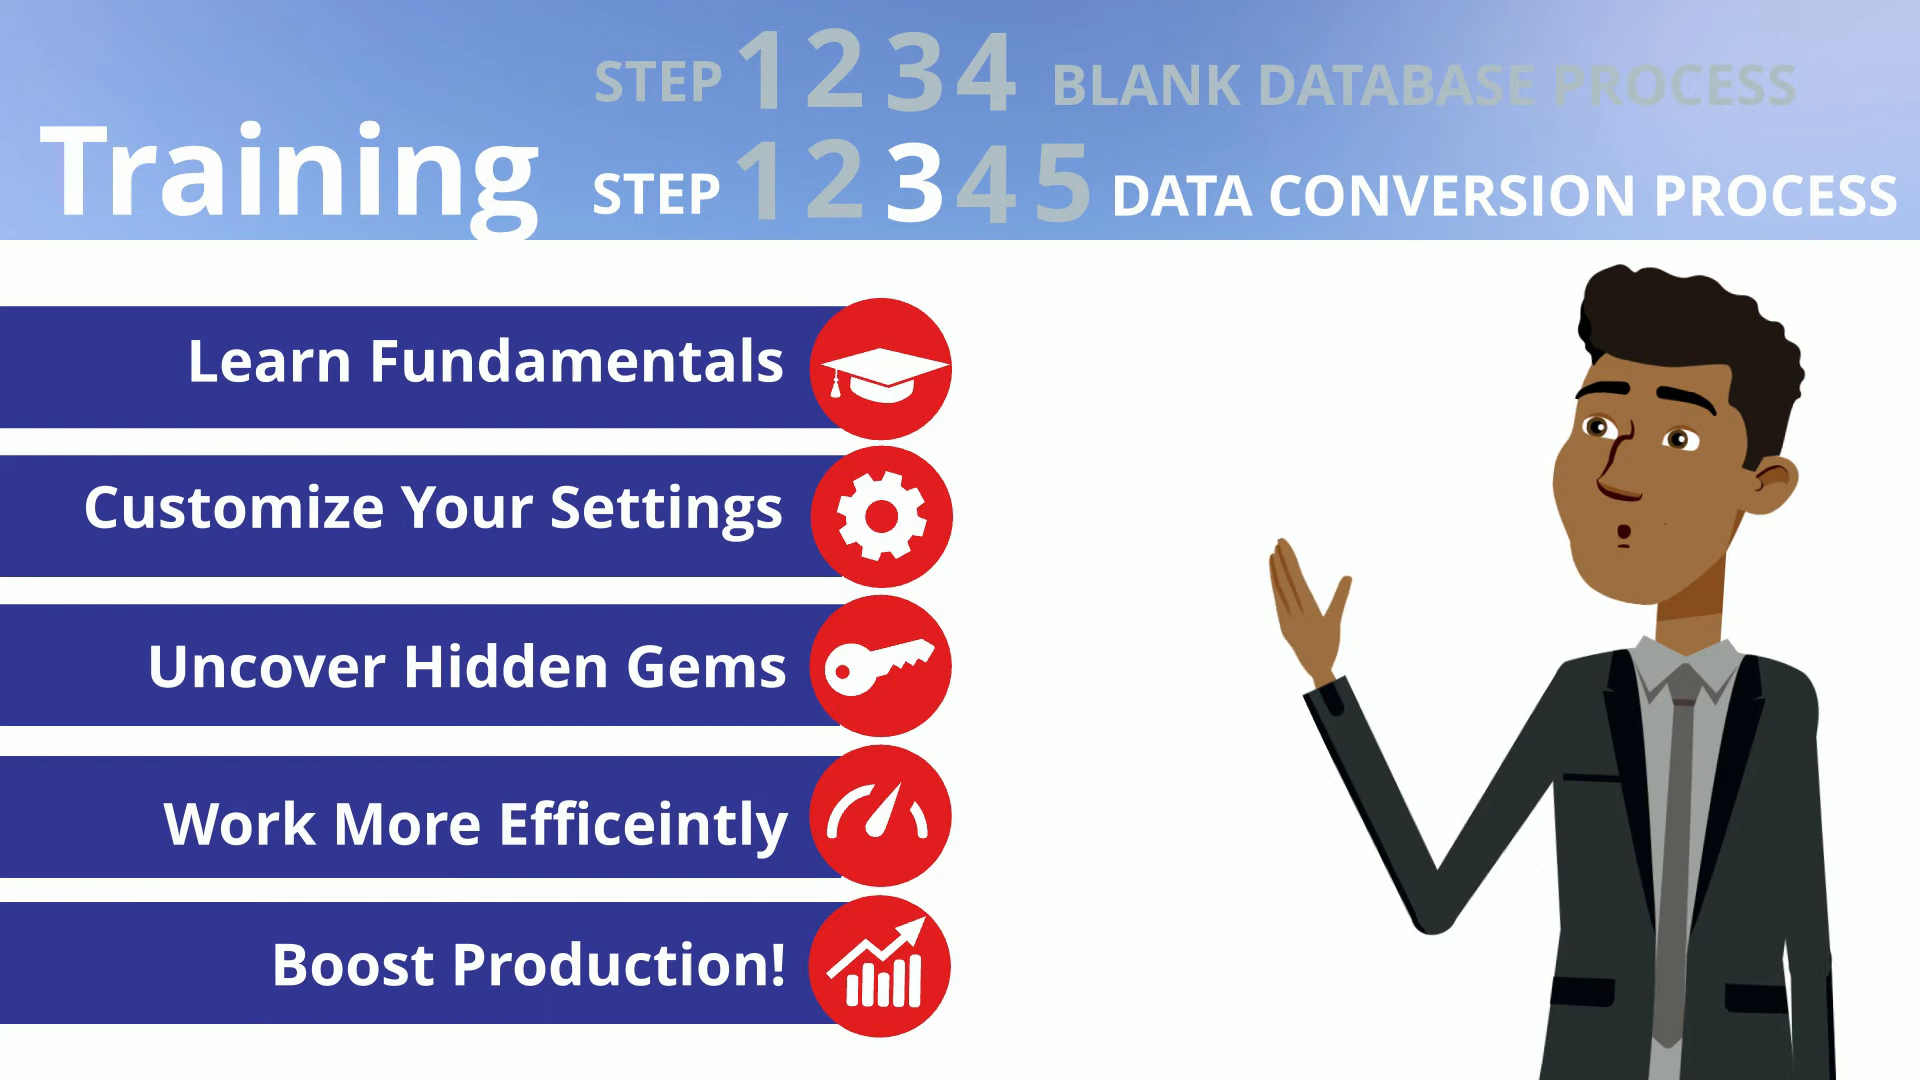 STEP 1 2 3 4 BLANK DATABASE PROCESS
Training
STEP 1 2 3 4 5 DATA CONVERSION PROCESS
Learn Fundamentals
Customize Your Settings
Uncover Hidden Gems
Work More Efficeintly
Boost Production!